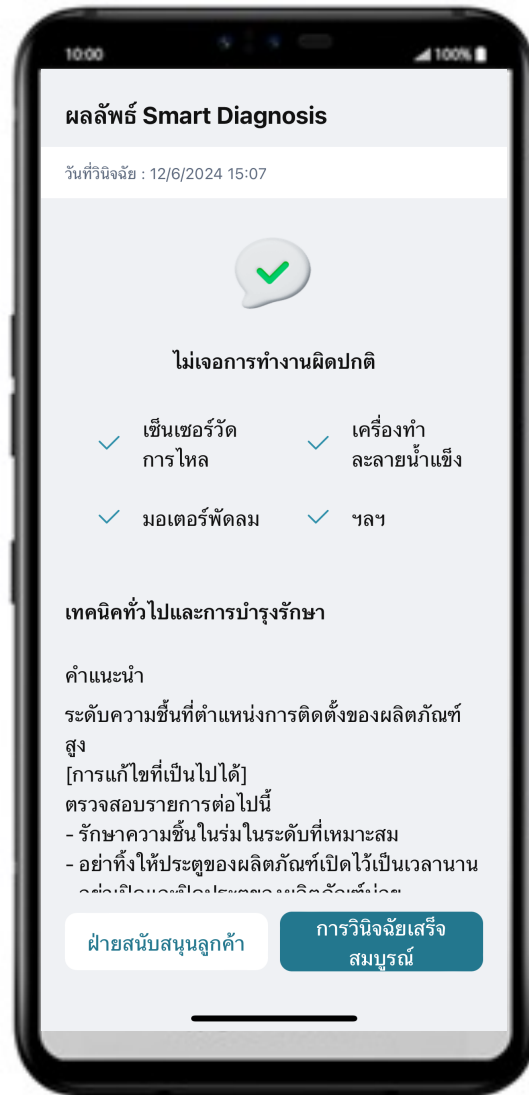 10:00
100%
ผลลัพธ์ Smart Diagnosis
วันที่วินิจฉัย : 12/6/2024 15:07
ไม่เจอการทำงานผิดปกติ
เซ็นเซอร์วัด
การไหล
เครื่องทำ
ละลายน้ำแข็ง
มอเตอร์พัดลม
ฯลฯ
เทคนิคทั่วไปและการบำรุงรักษา
คำแนะนำ
ระดับความชื้นที่ตำแหน่งการติดตั้งของผลิตภัณฑ์
สูง
[การแก้ไขที่เป็นไปได้]
ตรวจสอบรายการต่อไปนี้
- รักษาความชื้นในร่มในระดับที่เหมาะสม
- อย่าทิ้งให้ประตูของผลิตภัณฑ์เปิดไว้เป็นเวลานาน
ฝ่ายสนับสนุนลูกค้า
การวินิจฉัยเสร็จ
สมบูรณ์